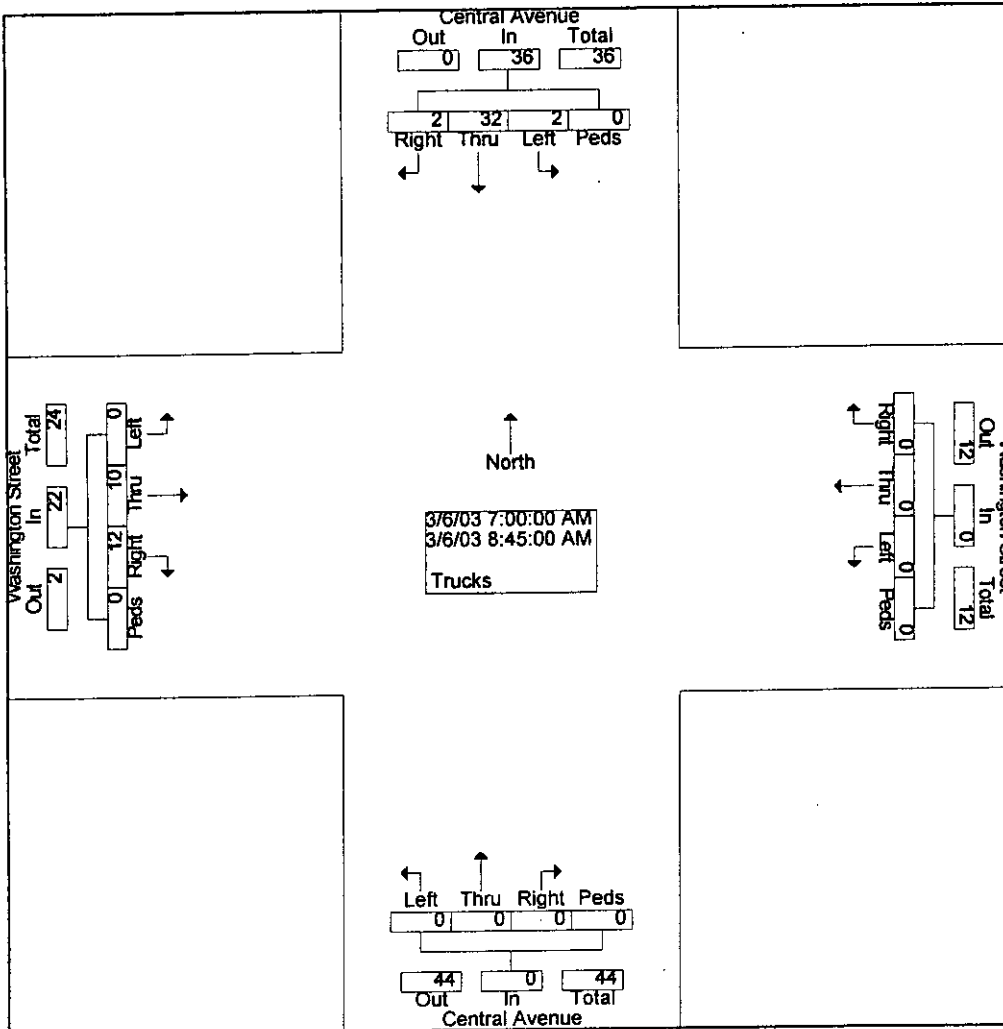 Central Avenue
Out In Total
0 36 36
2 32 2 0
Right Thru Left Peds
Washington Street
Total In Out
24 22 2
0 10 12 0
Left Thru Right Peds
North
3/6/03 7:00:00 AM
3/6/03 8:45:00 AM
Trucks
Right Thru Left Peds
0 0 0 0
Out In Total
12 0 12
Left Thru Right Peds
0 0 0 0
44 0 44
Out In Total
Central Avenue